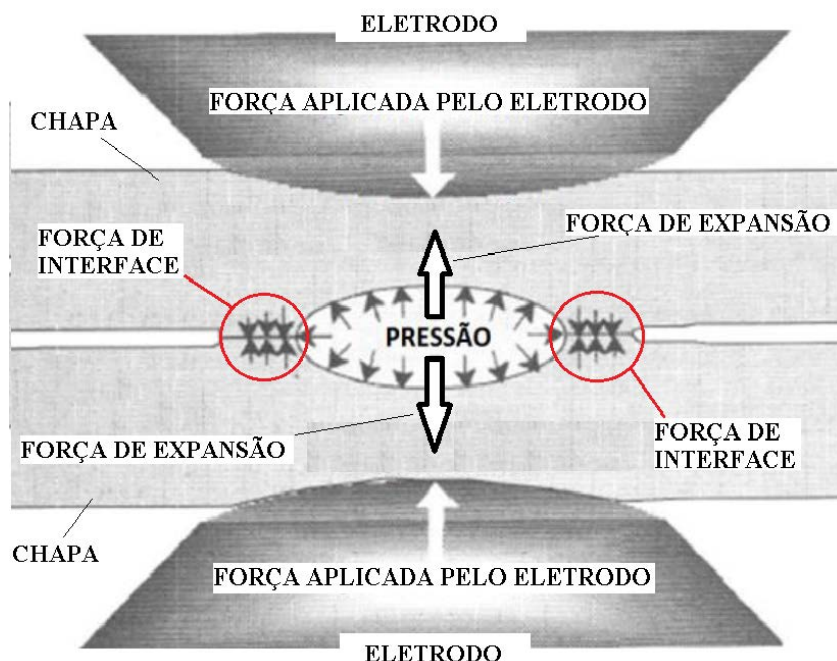 ELETRODO
FORÇA APLICADA PELO ELETRODO
CHAPA
FORÇA DE EXPANSÃO
FORÇA DE
INTERFACE
PRESSÃO
FORÇA DE EXPANSÃO
FORÇA DE
INTERFACE
CHAPA
FORÇA APLICADA PELO ELETRODO
ELETRODO